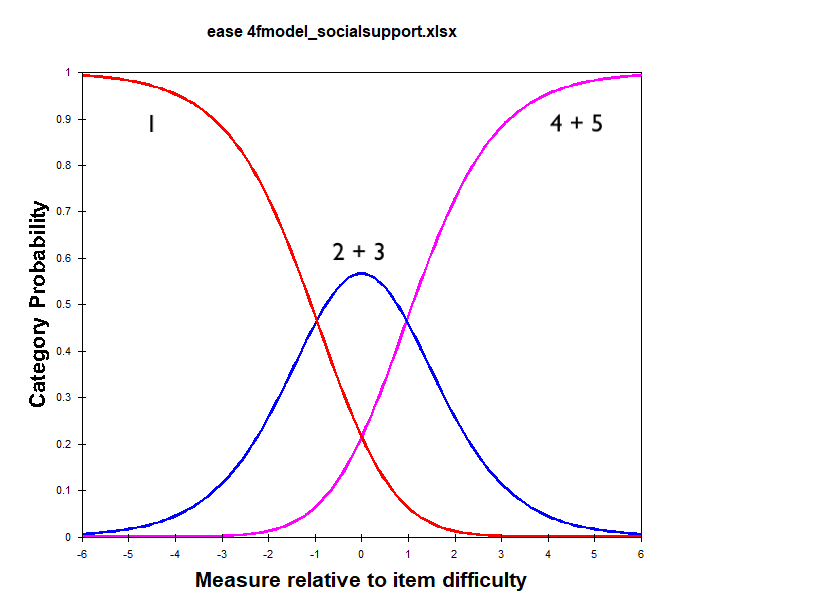 ease 4fmodel_socialsupport.xlsx
1
0.9
0.8
0.7
0.6
0.5
0.4
0.3
0.2
0.1
0
Category Probability
1
2 + 3
4 + 5
-6 -5 -4 -3 -2 -1 0 1 2 3 4 5 6
Measure relative to item difficulty